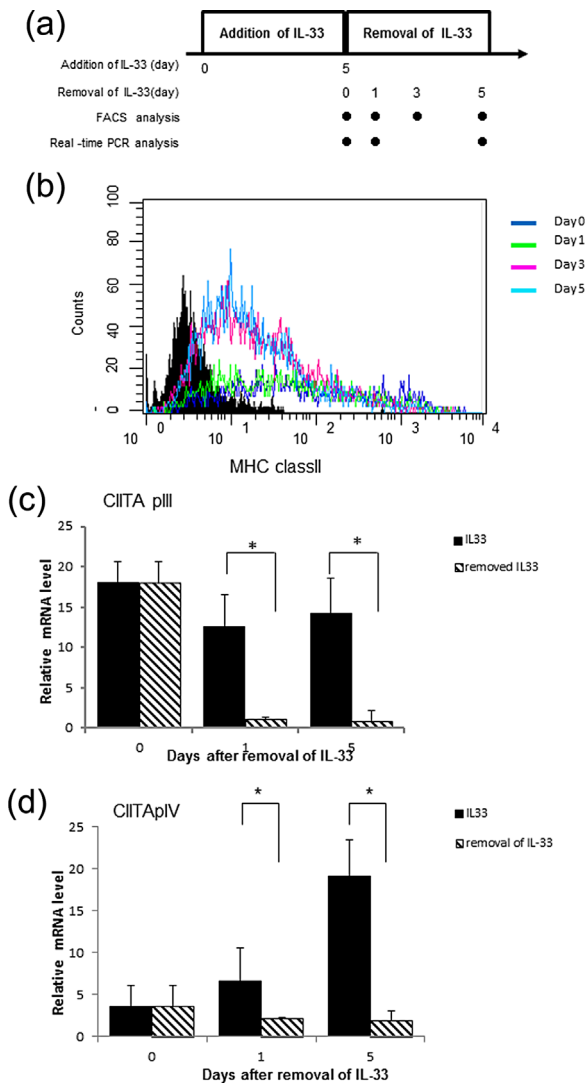 (a)
Addition of IL-33 Removal of IL-33
Addition of IL-33 (day) 0 5
Removal of IL-33(day) 0 1 3 5
FACS analysis
Real -time PCR analysis
(b)
100
80
60
40
20
0
Counts
10 0 10 1 10 2 10 3 10 4
MHC classII
Day0
Day1
Day3
Day5
(c)
CIITA pIII
25
20
15
10
5
0
Relative mRNA level
* *
IL33
removed IL33
0 1 5
Days after removal of IL-33
(d)
CIITApIV
25
20
15
10
5
0
Relative mRNA level
* *
IL33
removal of IL-33
0 1 5
Days after removal of IL-33